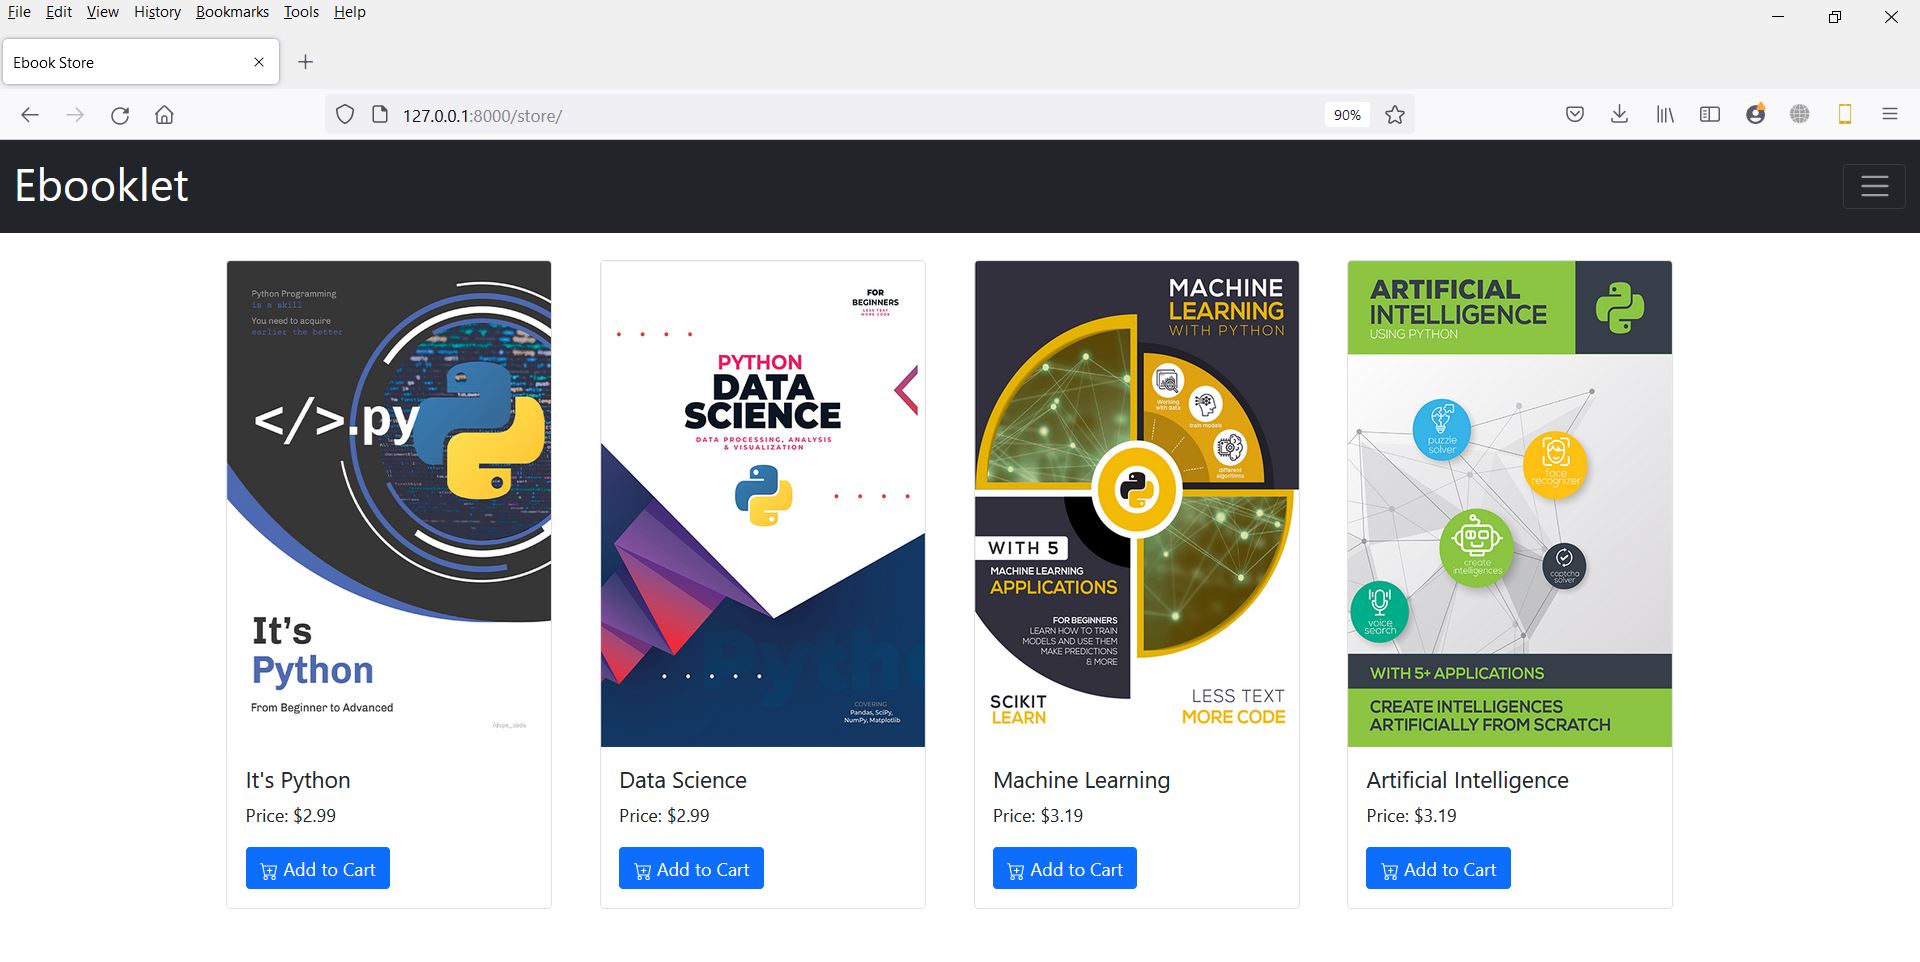 File Edit View History Bookmarks Tools Help
Ebook Store
127.0.0.1:8000/store/
90%
Ebooklet
Python Programming
is a skill
You need to acquire
earlier the better
</>.py
It's
Python
From Beginner to Advanced
/dope_code
It's Python
Price: $2.99
Add to Cart
FOR
BEGINNERS
LESS TEXT
MORE CODE
PYTHON
DATA
SCIENCE
DATA PROCESSING, ANALYSIS
& VISUALIZATION
Pytho
COVERING
Pandas, SciPy,
NumPy, Matplotlib
Data Science
Price: $2.99
Add to Cart
MACHINE
LEARNING
WITH PYTHON
Working
with data
train models
different
algorithms
WITH 5
MACHINE LEARNING
APPLICATIONS
FOR BEGINNERS
LEARN HOW TO TRAIN
MODELS AND USE THEM
MAKE PREDICTIONS
& MORE
SCIKIT
LEARN
LESS TEXT
MORE CODE
Machine Learning
Price: $3.19
Add to Cart
ARTIFICIAL
INTELLIGENCE
USING PYTHON
puzzle
solver
face
recognizer
create
intelligences
captcha
solver
voice
search
WITH 5+ APPLICATIONS
CREATE INTELLIGENCES
ARTIFICIALLY FROM SCRATCH
Artificial Intelligence
Price: $3.19
Add to Cart